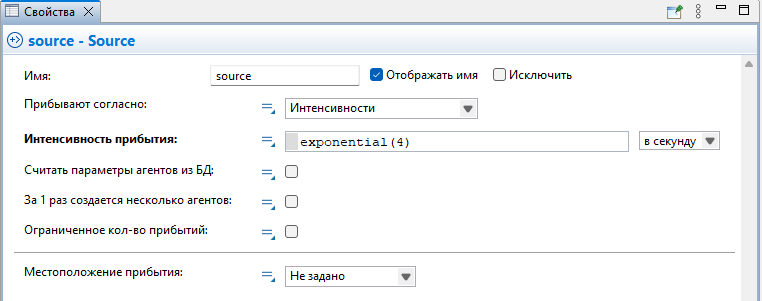 Свойства
source - Source
Имя: source Отображать имя Исключить
Прибывают согласно: Интенсивности
Интенсивность прибытия: exponential(4) в секунду
Считать параметры агентов из БД:
За 1 раз создается несколько агентов:
Ограниченное кол-во прибытий:
Местоположение прибытия: Не задано